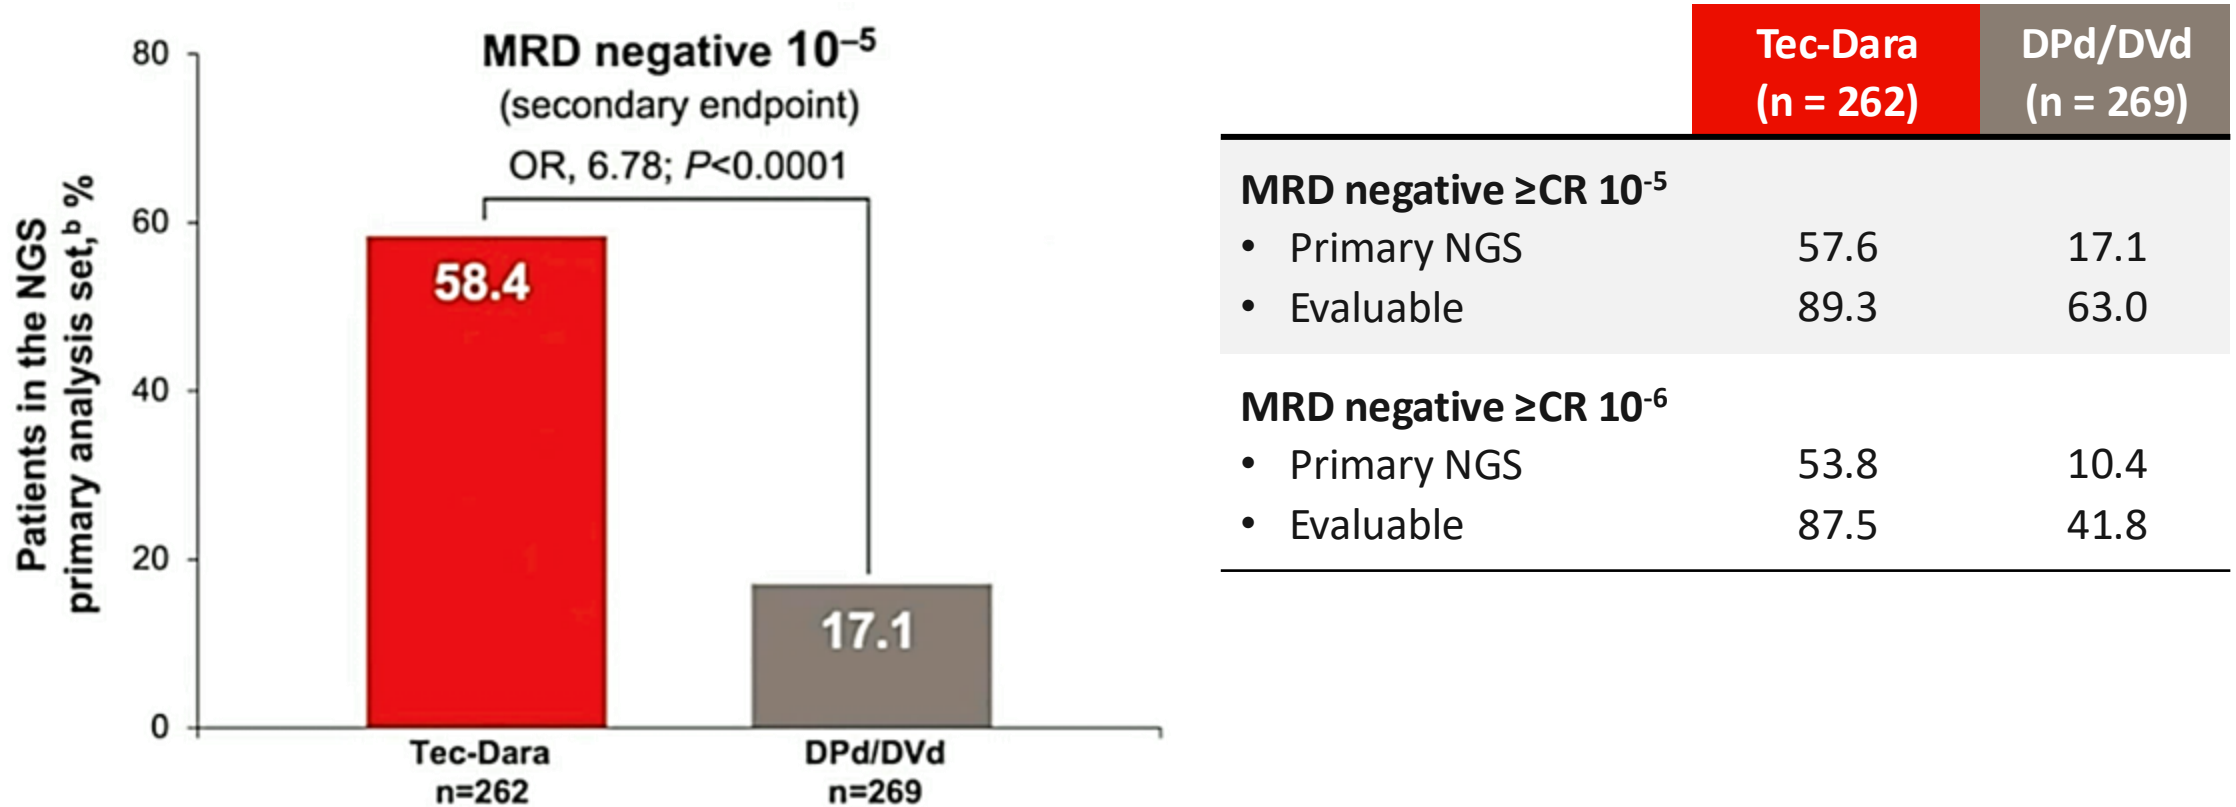 MRD negative 10⁻⁵
(secondary endpoint)
OR, 6.78; P<0.0001
Patients in the NGS
primary analysis set,ᵇ %
80
60
40
20
0
58.4
17.1
Tec-Dara
n=262
DPd/DVd
n=269
Tec-Dara
(n = 262)
DPd/DVd
(n = 269)
MRD negative ≥CR 10⁻⁵
• Primary NGS 57.6 17.1
• Evaluable 89.3 63.0
MRD negative ≥CR 10⁻⁶
• Primary NGS 53.8 10.4
• Evaluable 87.5 41.8